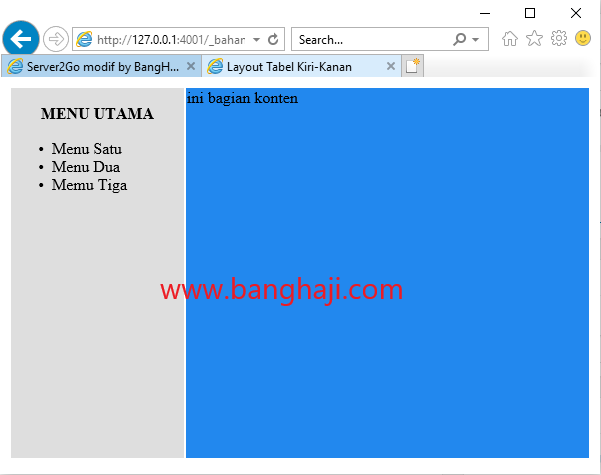 http://127.0.0.1:4001/_bahar
Search...
Server2Go modif by BangH...
Layout Tabel Kiri-Kanan
MENU UTAMA
• Menu Satu
• Menu Dua
• Memu Tiga
ini bagian konten
www.banghaji.com